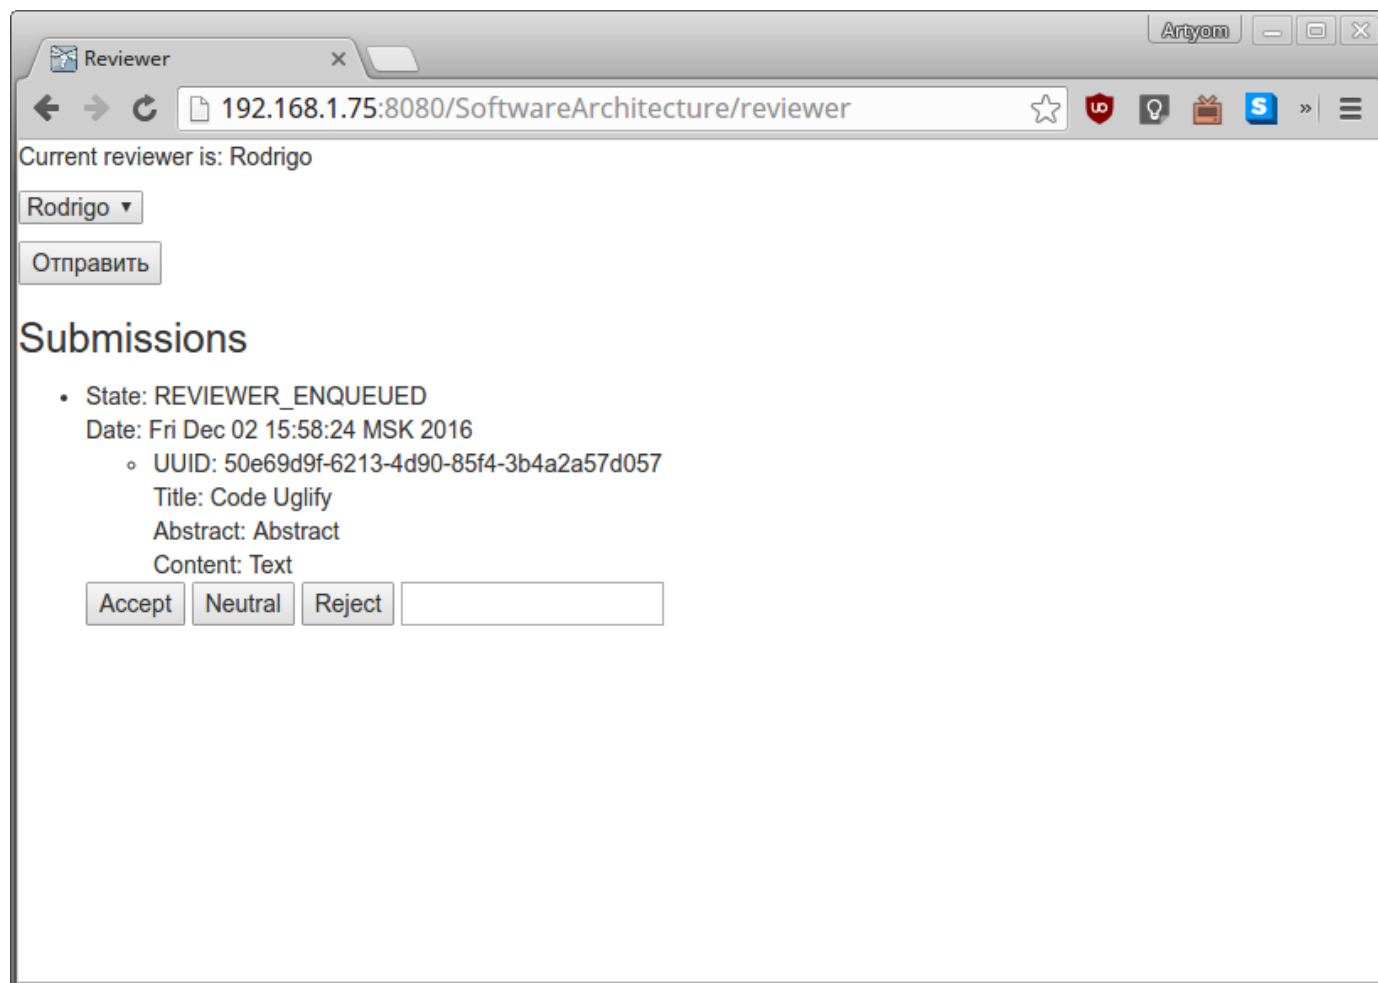 Artyom
Reviewer
192.168.1.75:8080/SoftwareArchitecture/reviewer
Current reviewer is: Rodrigo
Rodrigo
Отправить
Submissions
State: REVIEWER_ENQUEUED
Date: Fri Dec 02 15:58:24 MSK 2016
UUID: 50e69d9f-6213-4d90-85f4-3b4a2a57d057
Title: Code Uglify
Abstract: Abstract
Content: Text
Accept Neutral Reject